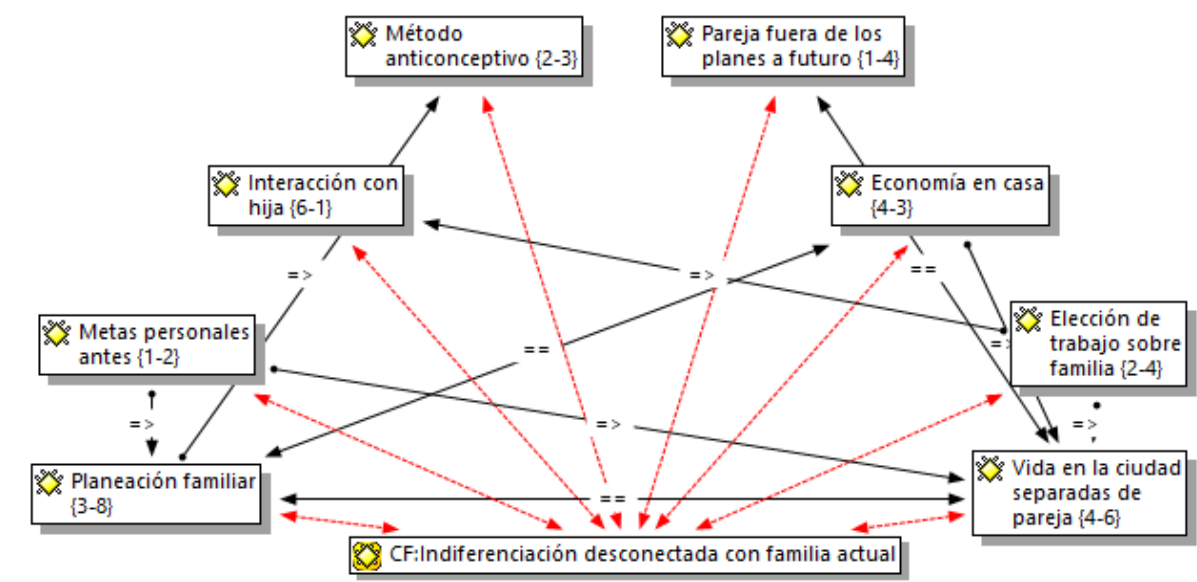 Método
anticonceptivo {2-3}
Pareja fuera de los
planes a futuro {1-4}
Interacción con
hija {6-1}
Economía en casa
{4-3}
=>
=>
==
Metas personales
antes {1-2}
Elección de
trabajo sobre
familia {2-4}
==
=>
=>
=>
=>
Planeación familiar
{3-8}
==
Vida en la ciudad
separadas de
pareja {4-6}
CF:Indiferenciación desconectada con familia actual